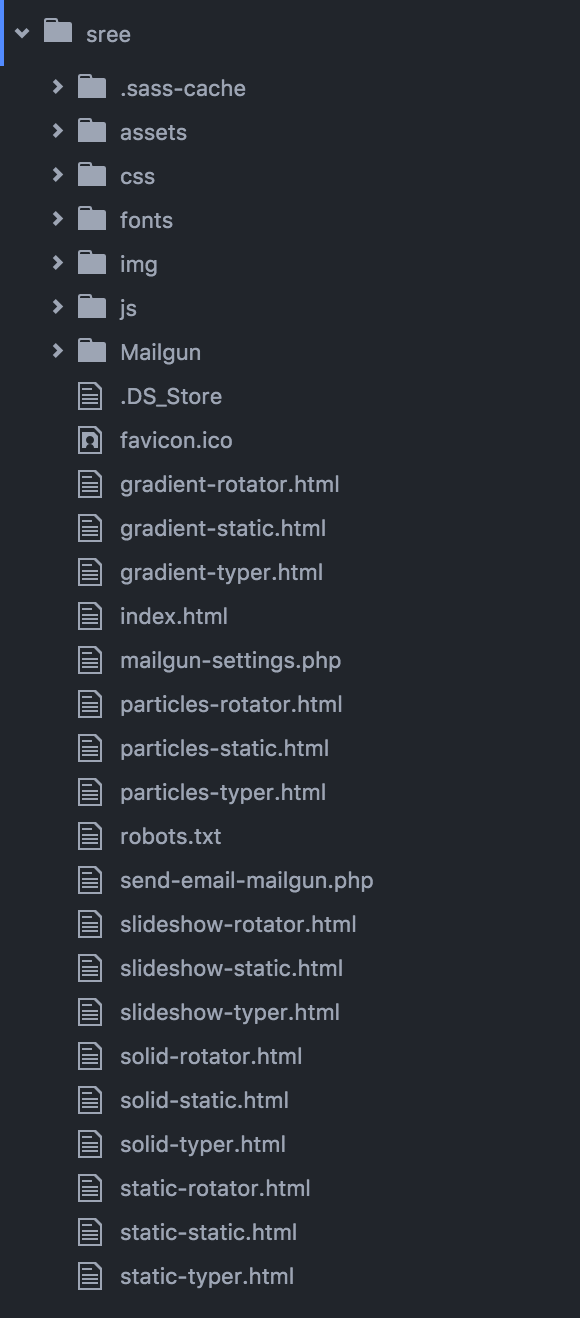 sree
.sass-cache
assets
css
fonts
img
js
Mailgun
.DS_Store
favicon.ico
gradient-rotator.html
gradient-static.html
gradient-typer.html
index.html
mailgun-settings.php
particles-rotator.html
particles-static.html
particles-typer.html
robots.txt
send-email-mailgun.php
slideshow-rotator.html
slideshow-static.html
slideshow-typer.html
solid-rotator.html
solid-static.html
solid-typer.html
static-rotator.html
static-static.html
static-typer.html